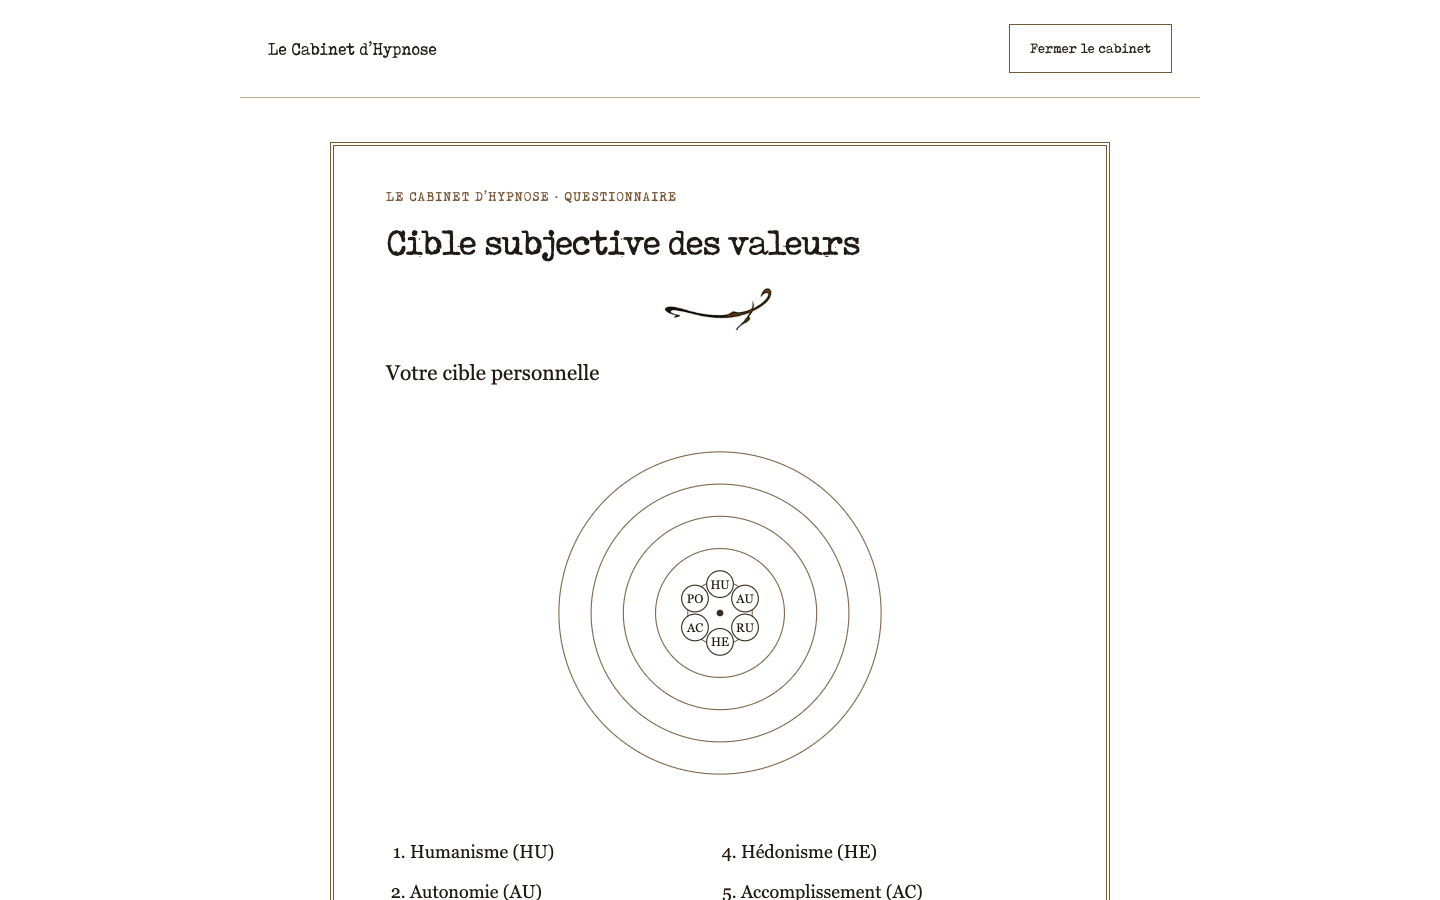 Le Cabinet d’Hypnose
Fermer le cabinet
LE CABINET D’HYPNOSE · QUESTIONNAIRE
Cible subjective des valeurs
Votre cible personnelle
HU
PO
AU
AC
RU
HE
1. Humanisme (HU)
4. Hédonisme (HE)
2. Autonomie (AU)
5. Accomplissement (AC)